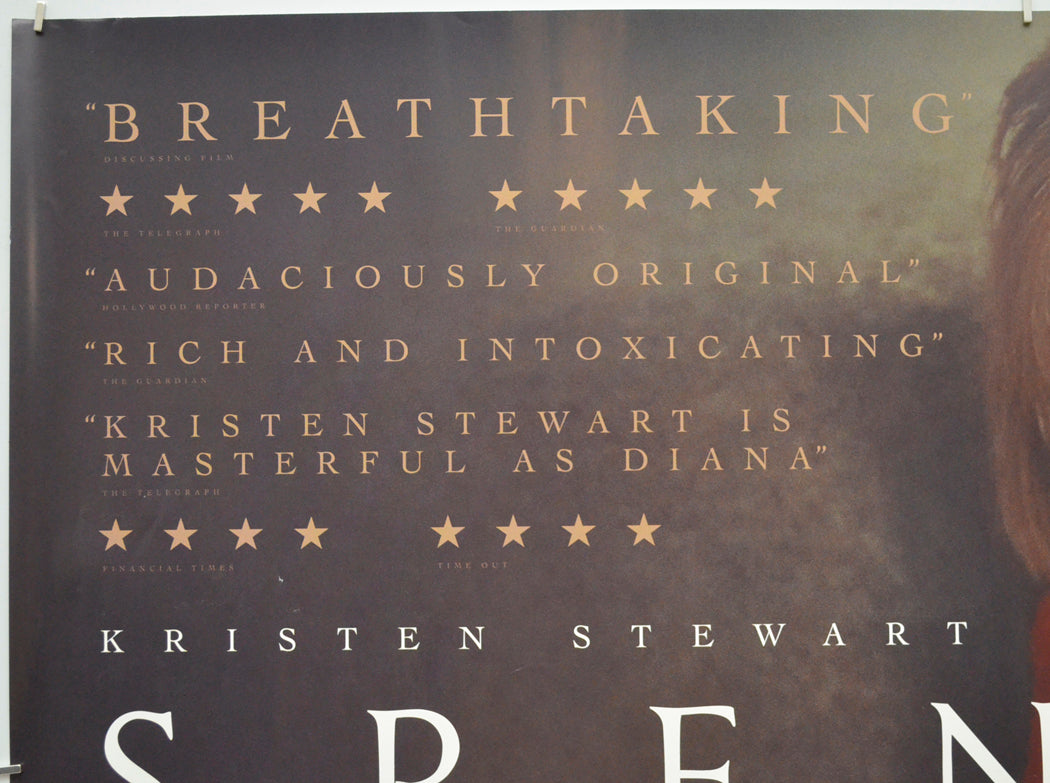 “BREATHTAKING”
DISCUSSING FILM
★★★★★ ★★★★★
THE TELEGRAPH THE GUARDIAN
“AUDACIOUSLY ORIGINAL”
HOLLYWOOD REPORTER
“RICH AND INTOXICATING”
THE GUARDIAN
“KRISTEN STEWART IS
MASTERFUL AS DIANA”
THE TELEGRAPH
★★★★ ★★★★
FINANCIAL TIMES TIME OUT
KRISTEN STEWART
SPEN